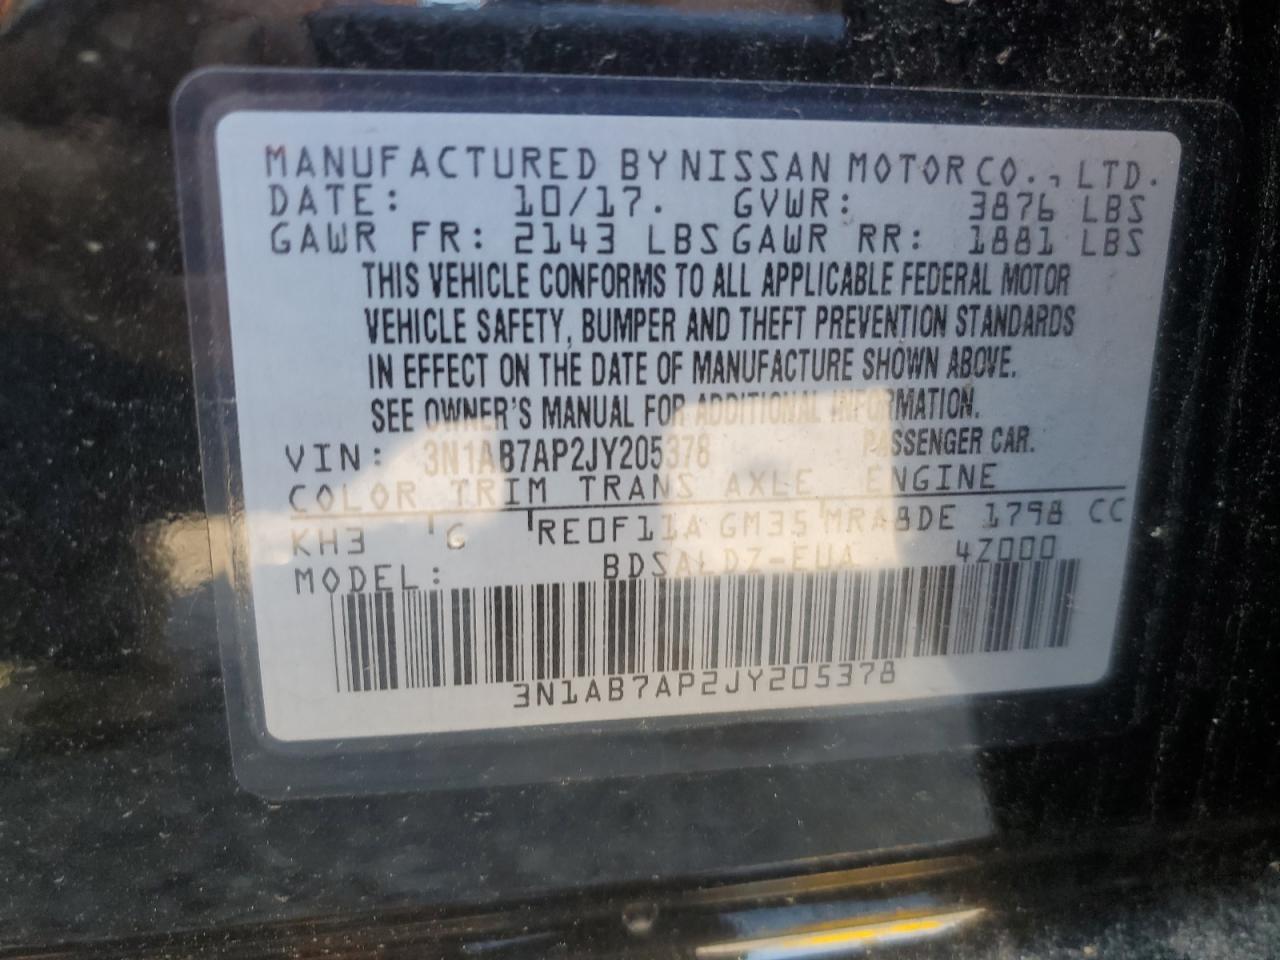 MANUFACTURED BY NISSAN MOTOR CO., LTD.
DATE: 10/17. GVWR: 3876 LBS
GAWR FR: 2143 LBS GAWR RR: 1881 LBS
THIS VEHICLE CONFORMS TO ALL APPLICABLE FEDERAL MOTOR
VEHICLE SAFETY, BUMPER AND THEFT PREVENTION STANDARDS
IN EFFECT ON THE DATE OF MANUFACTURE SHOWN ABOVE.
SEE OWNER'S MANUAL FOR ADDITIONAL INFORMATION.
VIN: 3N1AB7AP2JY205378 PASSENGER CAR.
COLOR TRIM TRANS AXLE ENGINE
KH3 G RE0F11A GM35 MRA8DE 1798 CC
MODEL: BDSALDZ-EUA 4Z000
3N1AB7AP2JY205378